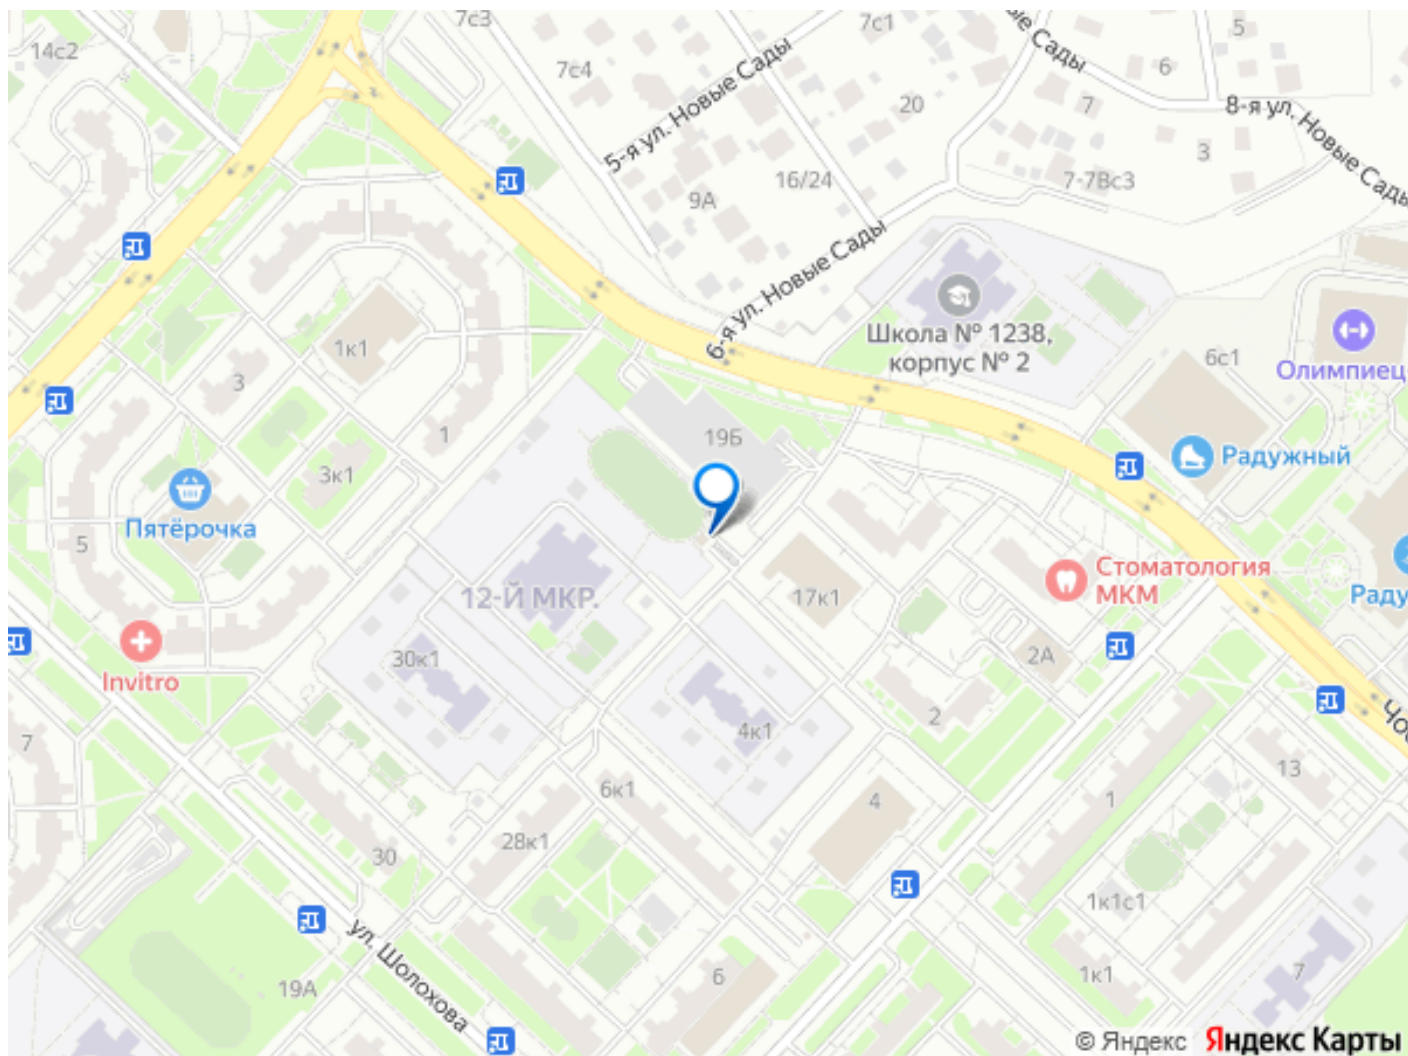 7с3
7с1
5
14с2
ые Сады
7с4
6
5-я ул. Новые Сады
20
7
8-я ул. Новые Сады
3
16/24
7-7Вс3
9А
6-я ул. Новые Сады
Школа № 1238,
корпус № 2
1к1
6с1
Олимпиец
3
19Б
1
Радужный
3к1
Пятёрочка
5
Стоматология
МКМ
12-Й МКР.
17к1
Раду
30к1
2А
Invitro
2
4к1
Чоб
7
13
6к1
4
1
28к1
30
1к1с1
ул. Шолохова
6
1к1
7
19А
© Яндекс Яндекс Карты